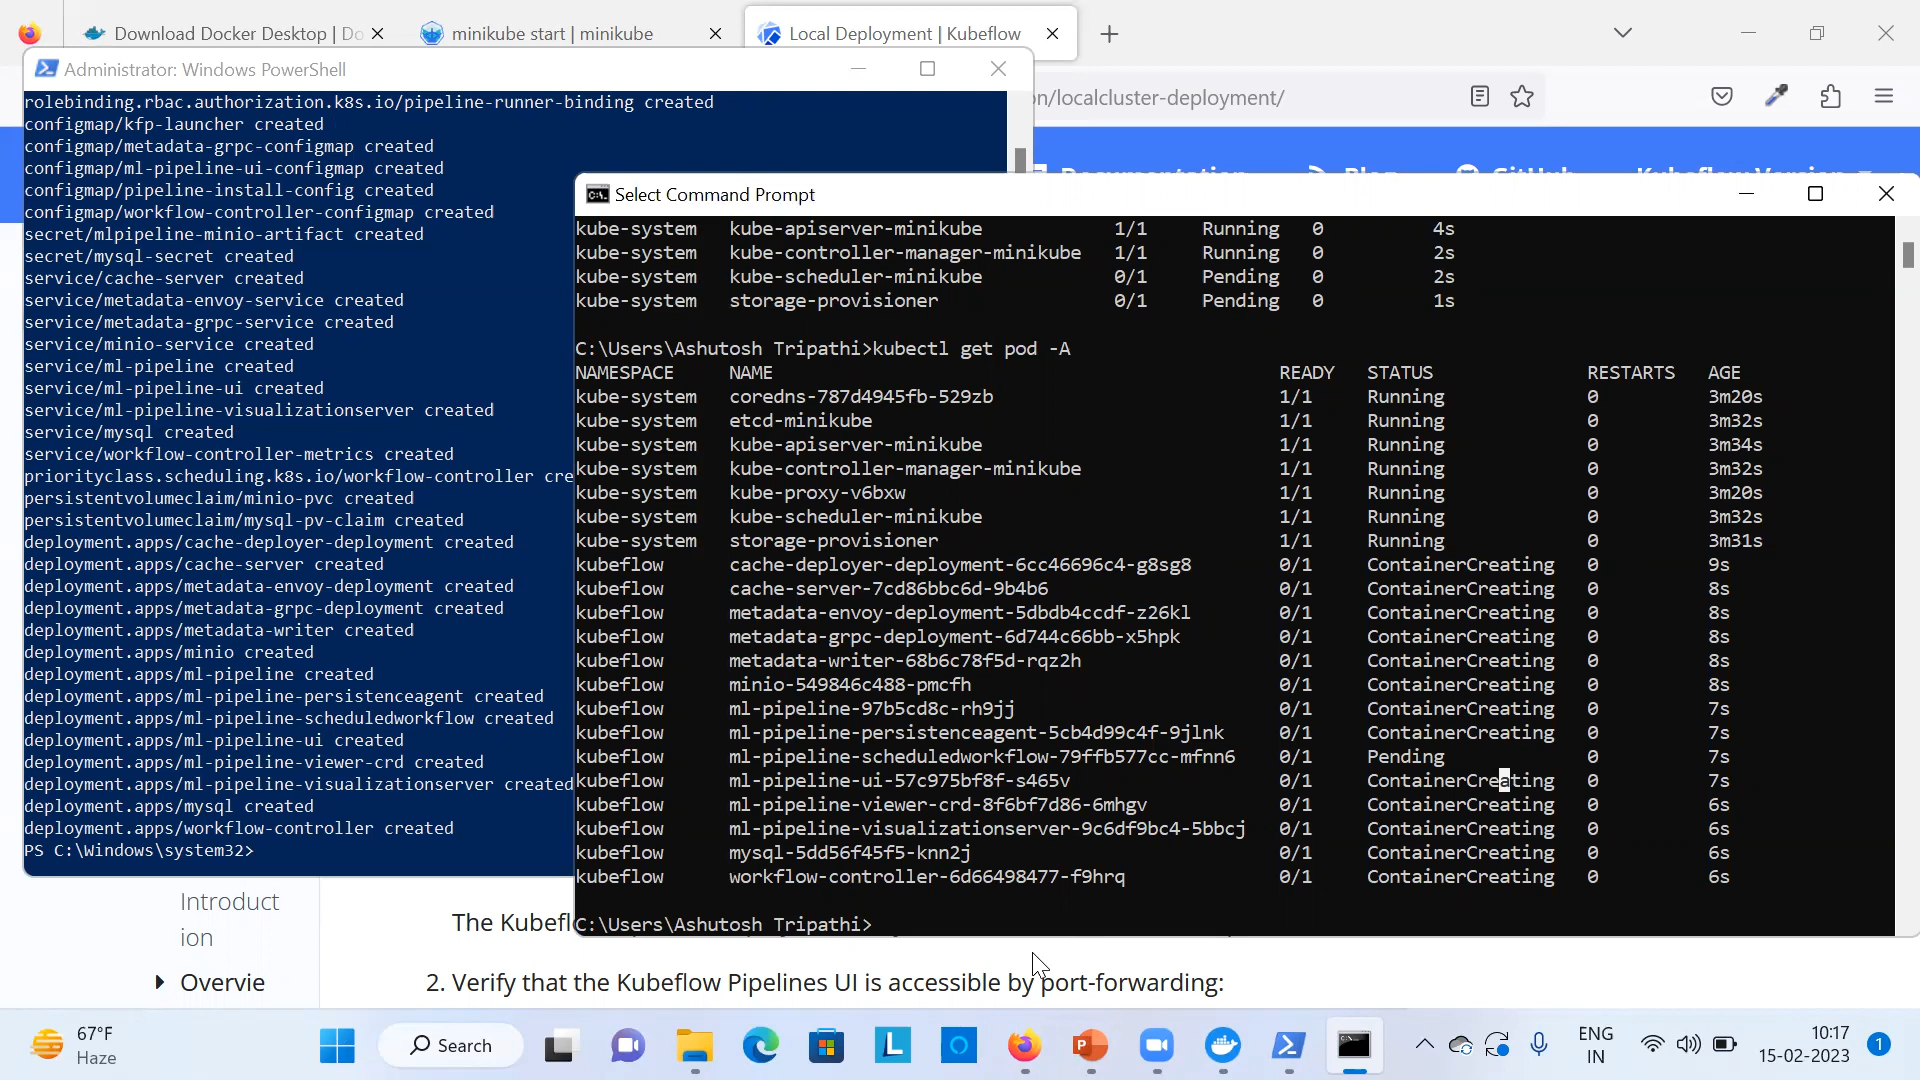 Download Docker Desktop | Do
minikube start | minikube
Local Deployment | Kubeflow
Administrator: Windows PowerShell
on/localcluster-deployment/
rolebinding.rbac.authorization.k8s.io/pipeline-runner-binding created
configmap/kfp-launcher created
configmap/metadata-grpc-configmap created
configmap/ml-pipeline-ui-configmap created
configmap/pipeline-install-config created
configmap/workflow-controller-configmap created
secret/mlpipeline-minio-artifact created
secret/mysql-secret created
service/cache-server created
service/metadata-envoy-service created
service/metadata-grpc-service created
service/minio-service created
service/ml-pipeline created
service/ml-pipeline-ui created
service/ml-pipeline-visualizationserver created
service/mysql created
service/workflow-controller-metrics created
priorityclass.scheduling.k8s.io/workflow-controller cre
persistentvolumeclaim/minio-pvc created
persistentvolumeclaim/mysql-pv-claim created
deployment.apps/cache-deployer-deployment created
deployment.apps/cache-server created
deployment.apps/metadata-envoy-deployment created
deployment.apps/metadata-grpc-deployment created
deployment.apps/metadata-writer created
deployment.apps/minio created
deployment.apps/ml-pipeline created
deployment.apps/ml-pipeline-persistenceagent created
deployment.apps/ml-pipeline-scheduledworkflow created
deployment.apps/ml-pipeline-ui created
deployment.apps/ml-pipeline-viewer-crd created
deployment.apps/ml-pipeline-visualizationserver created
deployment.apps/mysql created
deployment.apps/workflow-controller created
PS C:\Windows\system32>
Documentation Blog GitHub Kubeflow Version
Select Command Prompt
kube-system kube-apiserver-minikube 1/1 Running 0 4s
kube-system kube-controller-manager-minikube 1/1 Running 0 2s
kube-system kube-scheduler-minikube 0/1 Pending 0 2s
kube-system storage-provisioner 0/1 Pending 0 1s
C:\Users\Ashutosh Tripathi>kubectl get pod -A
NAMESPACE NAME READY STATUS RESTARTS AGE
kube-system coredns-787d4945fb-529zb 1/1 Running 0 3m20s
kube-system etcd-minikube 1/1 Running 0 3m32s
kube-system kube-apiserver-minikube 1/1 Running 0 3m34s
kube-system kube-controller-manager-minikube 1/1 Running 0 3m32s
kube-system kube-proxy-v6bxw 1/1 Running 0 3m20s
kube-system kube-scheduler-minikube 1/1 Running 0 3m32s
kube-system storage-provisioner 1/1 Running 0 3m31s
kubeflow cache-deployer-deployment-6cc46696c4-g8sg8 0/1 ContainerCreating 0 9s
kubeflow cache-server-7cd86bbc6d-9b4b6 0/1 ContainerCreating 0 8s
kubeflow metadata-envoy-deployment-5dbdb4ccdf-z26kl 0/1 ContainerCreating 0 8s
kubeflow metadata-grpc-deployment-6d744c66bb-x5hpk 0/1 ContainerCreating 0 8s
kubeflow metadata-writer-68b6c78f5d-rqz2h 0/1 ContainerCreating 0 8s
kubeflow minio-549846c488-pmcfh 0/1 ContainerCreating 0 8s
kubeflow ml-pipeline-97b5cd8c-rh9jj 0/1 ContainerCreating 0 7s
kubeflow ml-pipeline-persistenceagent-5cb4d99c4f-9jlnk 0/1 ContainerCreating 0 7s
kubeflow ml-pipeline-scheduledworkflow-79ffb577cc-mfnn6 0/1 Pending 0 7s
kubeflow ml-pipeline-ui-57c975bf8f-s465v 0/1 ContainerCreating 0 7s
kubeflow ml-pipeline-viewer-crd-8f6bf7d86-6mhgv 0/1 ContainerCreating 0 6s
kubeflow ml-pipeline-visualizationserver-9c6df9bc4-5bbcj 0/1 ContainerCreating 0 6s
kubeflow mysql-5dd56f45f5-knn2j 0/1 ContainerCreating 0 6s
kubeflow workflow-controller-6d66498477-f9hrq 0/1 ContainerCreating 0 6s
C:\Users\Ashutosh Tripathi>
Introduct
ion
Overvie
The Kubefl
2. Verify that the Kubeflow Pipelines UI is accessible by port-forwarding:
67°F
Haze
Search
ENG
IN
10:17
15-02-2023
1